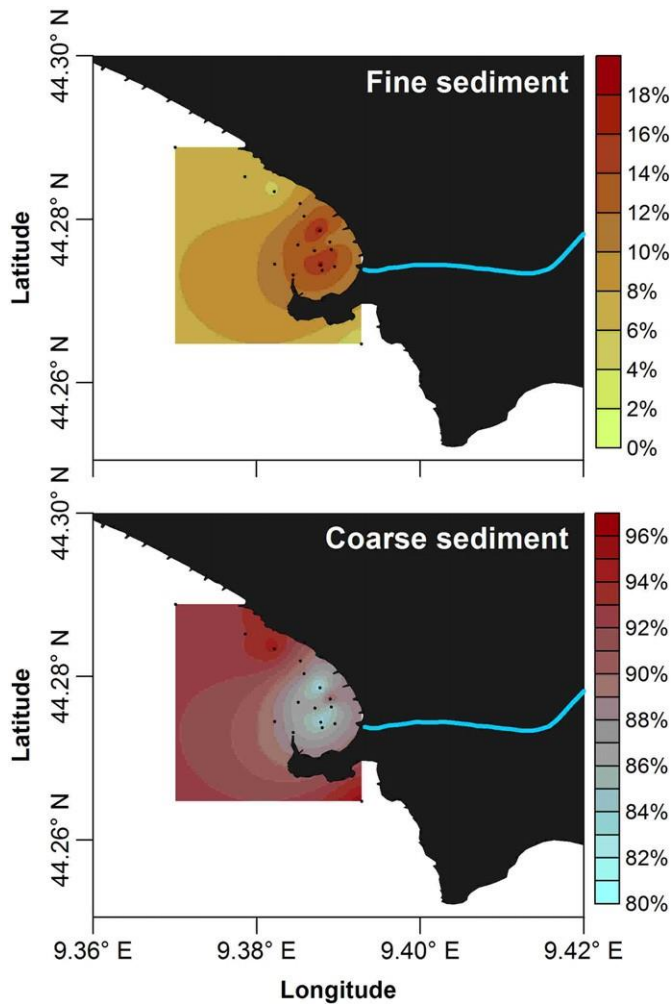 Fine sediment
44.30° N
44.28° N
44.26° N
Latitude
18%
16%
14%
12%
10%
8%
6%
4%
2%
0%
Coarse sediment
44.30° N
44.28° N
44.26° N
Latitude
96%
94%
92%
90%
88%
86%
84%
82%
80%
9.36° E
9.38° E
9.40° E
9.42° E
Longitude